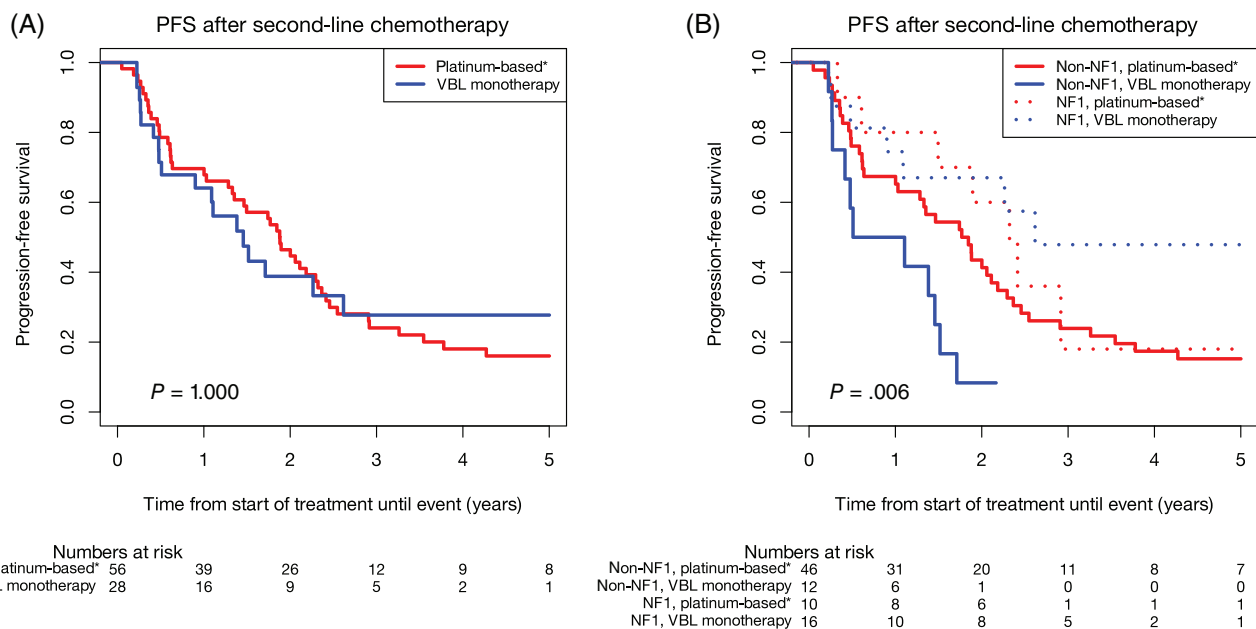 (A)
PFS after second-line chemotherapy
Platinum-based*
VBL monotherapy
Progression-free survival
1.0
0.8
0.6
0.4
0.2
0.0
P = 1.000
0 1 2 3 4 5
Time from start of treatment until event (years)
Numbers at risk
latinum-based* 56 39 26 12 9 8
L monotherapy 28 16 9 5 2 1
(B)
PFS after second-line chemotherapy
Non-NF1, platinum-based*
Non-NF1, VBL monotherapy
NF1, platinum-based*
NF1, VBL monotherapy
Progression-free survival
1.0
0.8
0.6
0.4
0.2
0.0
P = .006
0 1 2 3 4 5
Time from start of treatment until event (years)
Numbers at risk
Non-NF1, platinum-based* 46 31 20 11 8 7
Non-NF1, VBL monotherapy 12 6 1 0 0 0
NF1, platinum-based* 10 8 6 1 1 1
NF1, VBL monotherapy 16 10 8 5 2 1